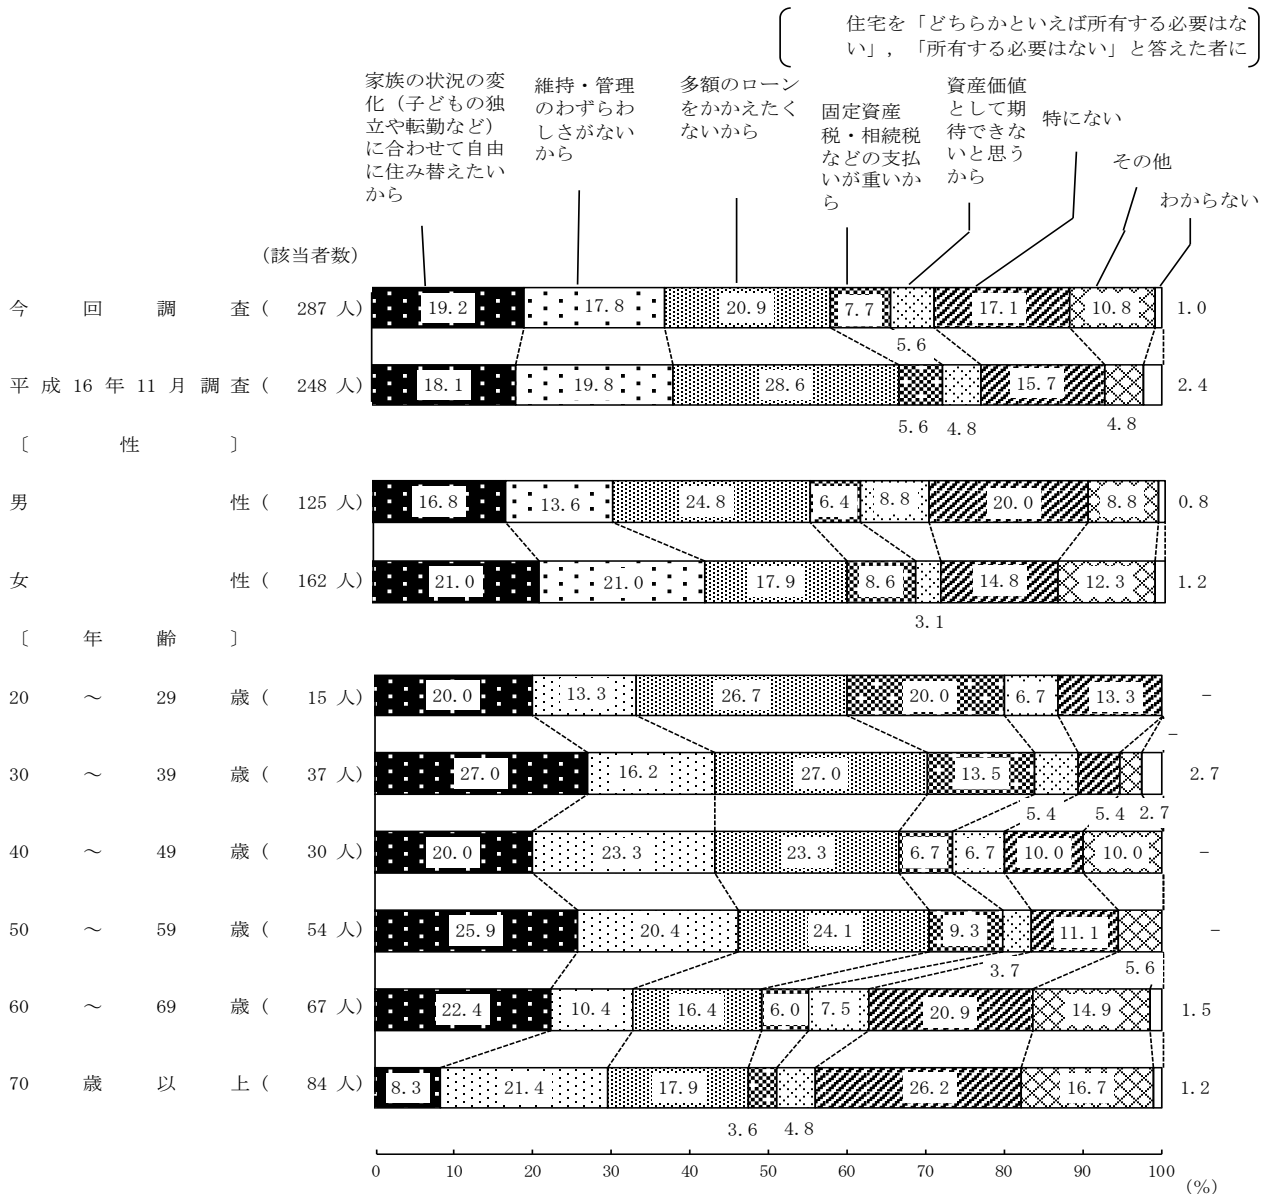 住宅を「どちらかといえば所有する必要はな
い」，「所有する必要はない」と答えた者に
家族の状況の変
化（子どもの独
立や転勤など）
に合わせて自由
に住み替えたい
から
維持・管理
のわずらわ
しさがない
から
多額のローン
をかかえたく
ないから
固定資産
税・相続税
などの支払
いが重いか
ら
資産価値
として期
待できな
いと思う
から
特にない
その他
わからない
（該当者数）
今回調査（ 287 人） 19.2 17.8 20.9 7.7 17.1 10.8 1.0
5.6
平成16年11月調査（ 248 人） 18.1 19.8 28.6 15.7 2.4
5.6 4.8 4.8
〔 性 〕
男性（ 125 人） 16.8 13.6 24.8 6.4 8.8 20.0 8.8 0.8
女性（ 162 人） 21.0 21.0 17.9 8.6 14.8 12.3 1.2
3.1
〔 年齢 〕
20 ～ 29 歳（ 15 人） 20.0 13.3 26.7 20.0 6.7 13.3 －
－
30 ～ 39 歳（ 37 人） 27.0 16.2 27.0 13.5 2.7
5.4 5.4 2.7
40 ～ 49 歳（ 30 人） 20.0 23.3 23.3 6.7 6.7 10.0 10.0 －
50 ～ 59 歳（ 54 人） 25.9 20.4 24.1 9.3 11.1 －
3.7 5.6
60 ～ 69 歳（ 67 人） 22.4 10.4 16.4 6.0 7.5 20.9 14.9 1.5
70 歳以上（ 84 人） 8.3 21.4 17.9 26.2 16.7 1.2
3.6 4.8
0 10 20 30 40 50 60 70 80 90 100
(%)